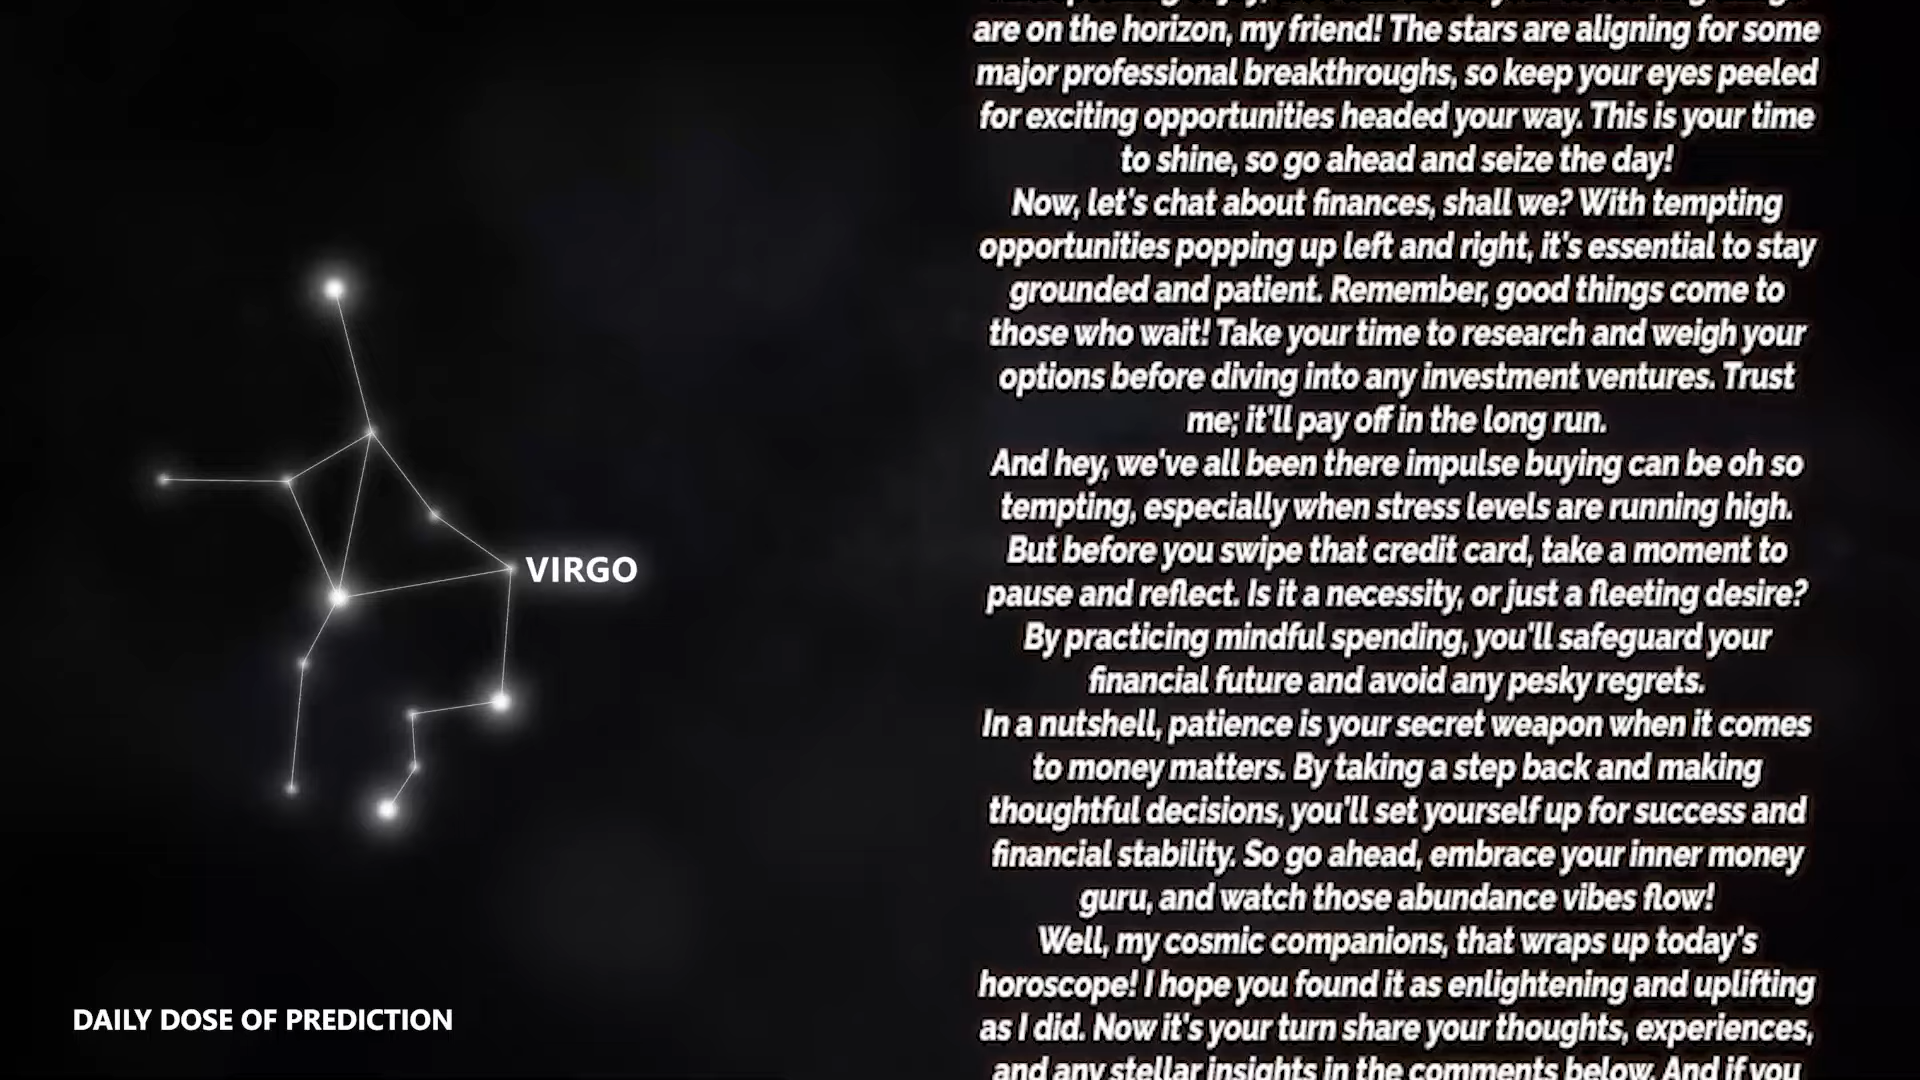 are on the horizon, my friend! The stars are aligning for some
major professional breakthroughs, so keep your eyes peeled
for exciting opportunities headed your way. This is your time
to shine, so go ahead and seize the day!
Now, let's chat about finances, shall we? With tempting
opportunities popping up left and right, it's essential to stay
grounded and patient. Remember, good things come to
those who wait! Take your time to research and weigh your
options before diving into any investment ventures. Trust
me; it'll pay off in the long run.
And hey, we've all been there impulse buying can be oh so
tempting, especially when stress levels are running high.
But before you swipe that credit card, take a moment to
pause and reflect. Is it a necessity, or just a fleeting desire?
By practicing mindful spending, you'll safeguard your
financial future and avoid any pesky regrets.
In a nutshell, patience is your secret weapon when it comes
to money matters. By taking a step back and making
thoughtful decisions, you'll set yourself up for success and
financial stability. So go ahead, embrace your inner money
guru, and watch those abundance vibes flow!
Well, my cosmic companions, that wraps up today's
horoscope! I hope you found it as enlightening and uplifting
as I did. Now it's your turn share your thoughts, experiences,
and any stellar insights in the comments below. And if you
VIRGO
DAILY DOSE OF PREDICTION